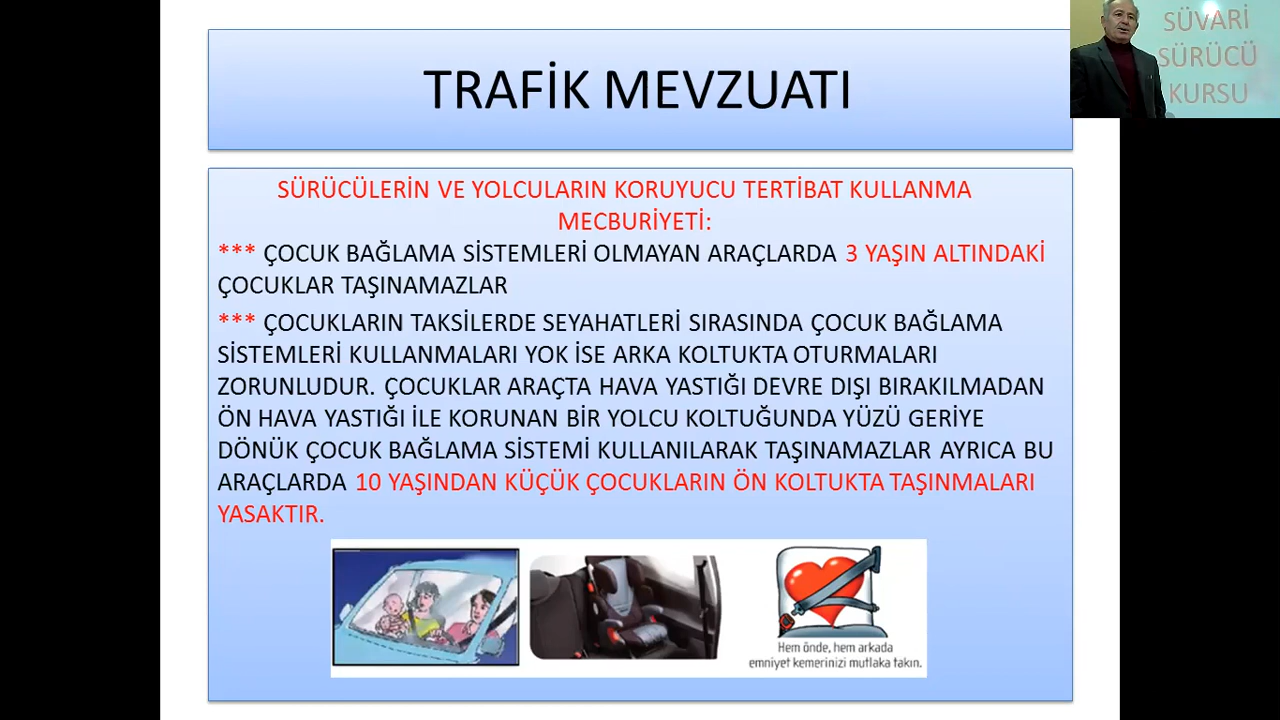 SÜVARİ
SÜRÜCÜ
KURSU
TRAFİK MEVZUATI
SÜRÜCÜLERİN VE YOLCULARIN KORUYUCU TERTİBAT KULLANMA
MECBURİYETİ:
*** ÇOCUK BAĞLAMA SİSTEMLERİ OLMAYAN ARAÇLARDA 3 YAŞIN ALTINDAKİ
ÇOCUKLAR TAŞINAMAZLAR
*** ÇOCUKLARIN TAKSİLERDE SEYAHATLERİ SIRASINDA ÇOCUK BAĞLAMA
SİSTEMLERİ KULLANMALARI YOK İSE ARKA KOLTUKTA OTURMALARI
ZORUNLUDUR. ÇOCUKLAR ARAÇTA HAVA YASTIĞI DEVRE DIŞI BIRAKILMADAN
ÖN HAVA YASTIĞI İLE KORUNAN BİR YOLCU KOLTUĞUNDA YÜZÜ GERİYE
DÖNÜK ÇOCUK BAĞLAMA SİSTEMİ KULLANILARAK TAŞINAMAZLAR AYRICA BU
ARAÇLARDA 10 YAŞINDAN KÜÇÜK ÇOCUKLARIN ÖN KOLTUKTA TAŞINMALARI
YASAKTIR.
Hem önde, hem arkada
emniyet kemerinizi mutlaka takın.